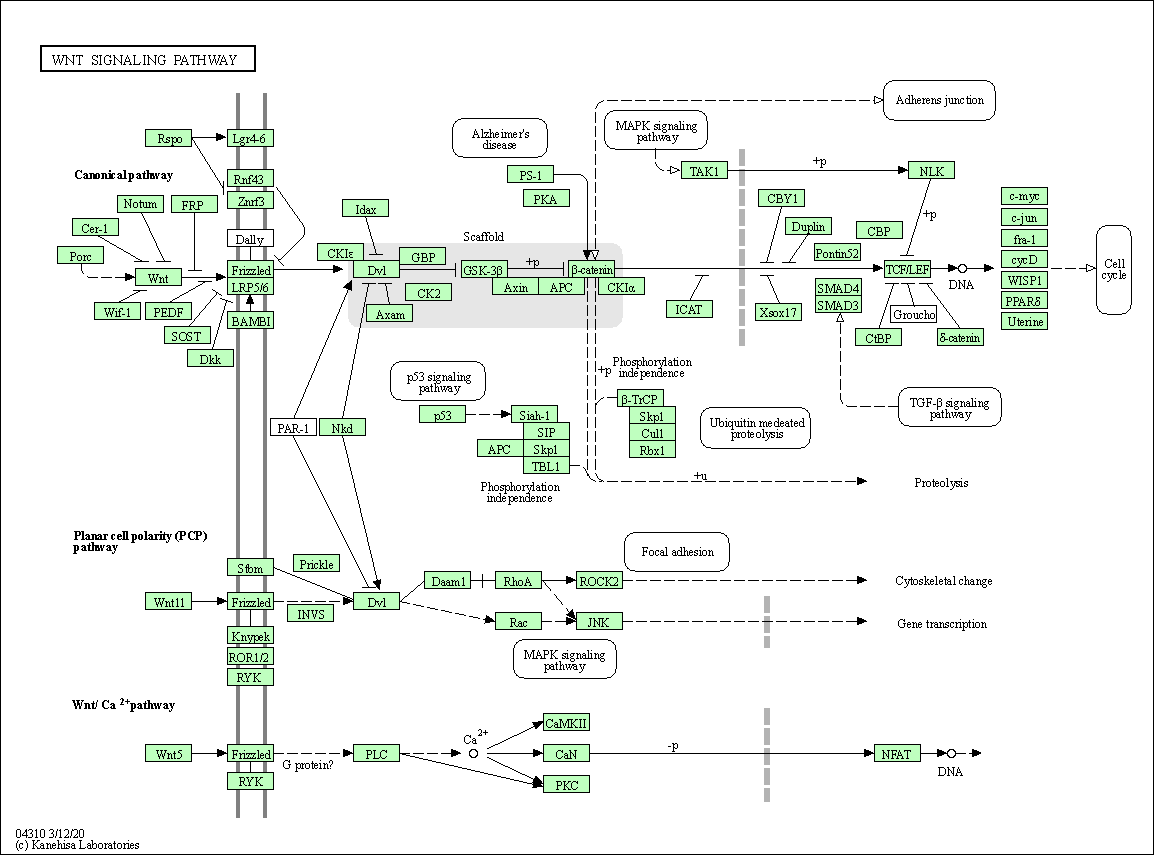 WNT SIGNALING PATHWAY
Adherens junction
Rspo
Lgr4-6
Alzheimer's
disease
MAPK signaling
pathway
+p
Canonical pathway
Rnf43
PS-1
TAK1
NLK
Notum
FRP
Znrf3
Idax
PKA
CBY1
+p
c-myc
Cer-1
Duplin
CBP
c-jun
Dally
Scaffold
fra-1
Porc
CKIε
GBP
Pontin52
cycD
Cell
cycle
Wnt
Frizzled
Dvl
GSK-3β
+p
β-catenin
TCF/LEF
DNA
WISP1
LRP5/6
CK2
Axin
APC
CKIα
SMAD4
PPARδ
Wif-1
PEDF
BAMBI
Axam
ICAT
Xsox17
SMAD3
Groucho
Uterine
SOST
CtBP
δ-catenin
Dkk
p53 signaling
pathway
+p
Phosphorylation
independence
p53
Siah-1
β-TrCP
TGF-β signaling
pathway
PAR-1
Nkd
SIP
Skp1
Ubiquitin medeated
proteolysis
APC
Skp1
Cul1
TBL1
Rbx1
Phosphorylation
independence
+u
Proteolysis
Planar cell polarity (PCP)
pathway
Focal adhesion
Stbm
Prickle
Daam1
RhoA
ROCK2
Cytoskeletal change
Wnt11
Frizzled
INVS
Dvl
Rac
JNK
Gene transcription
Knypek
ROR1/2
MAPK signaling
pathway
RYK
Wnt/ Ca 2+ pathway
CaMKII
Ca2+
Wnt5
Frizzled
G protein?
PLC
CaN
-p
NFAT
DNA
RYK
PKC
04310 3/12/20
(c) Kanehisa Laboratories